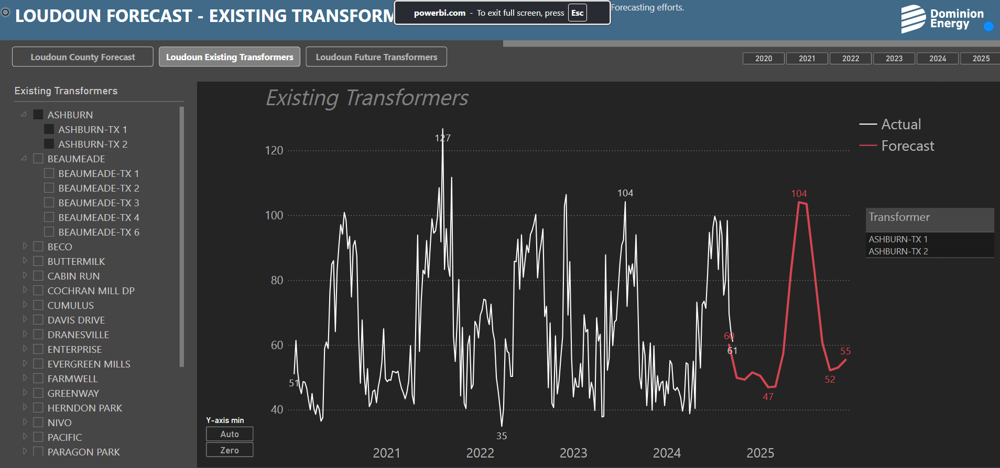 LOUDOUN FORECAST - EXISTING TRANSFORM
powerbi.com - To exit full screen, press Esc
Forecasting efforts.
Dominion
Energy
Loudoun County Forecast
Loudoun Existing Transformers
Loudoun Future Transformers
2020
2021
2022
2023
2024
2025
Existing Transformers
ASHBURN
ASHBURN-TX 1
ASHBURN-TX 2
BEAUMEADE
BEAUMEADE-TX 1
BEAUMEADE-TX 2
BEAUMEADE-TX 3
BEAUMEADE-TX 4
BEAUMEADE-TX 6
BECO
BUTTERMILK
CABIN RUN
COCHRAN MILL DP
CUMULUS
DAVIS DRIVE
DRANESVILLE
ENTERPRISE
EVERGREEN MILLS
FARMWELL
GREENWAY
HERNDON PARK
NIVO
PACIFIC
PARAGON PARK
Existing Transformers
120
100
80
60
40
127
104
104
51
35
60
61
47
52
55
2021
2022
2023
2024
2025
Y-axis min
Auto
Zero
Actual
Forecast
Transformer
ASHBURN-TX 1
ASHBURN-TX 2